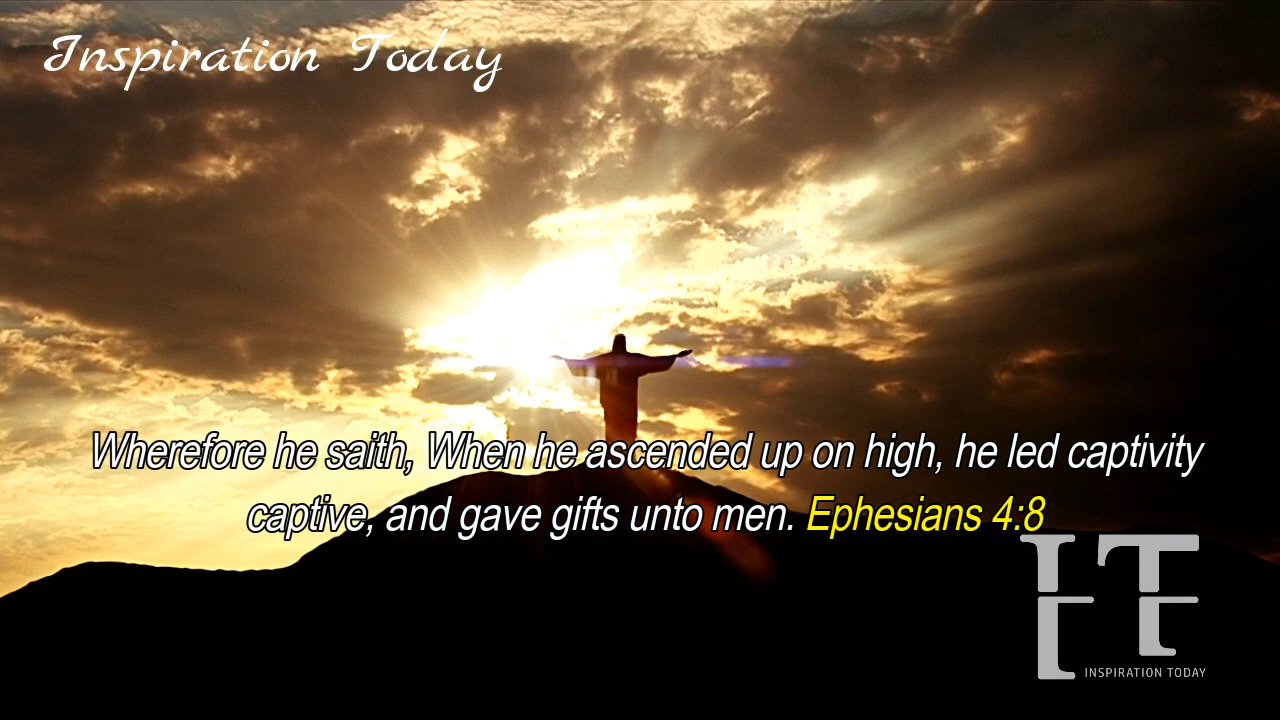 Inspiration Today
Wherefore he saith, When he ascended up on high, he led captivity
captive, and gave gifts unto men. Ephesians 4:8
IT
INSPIRATION TODAY